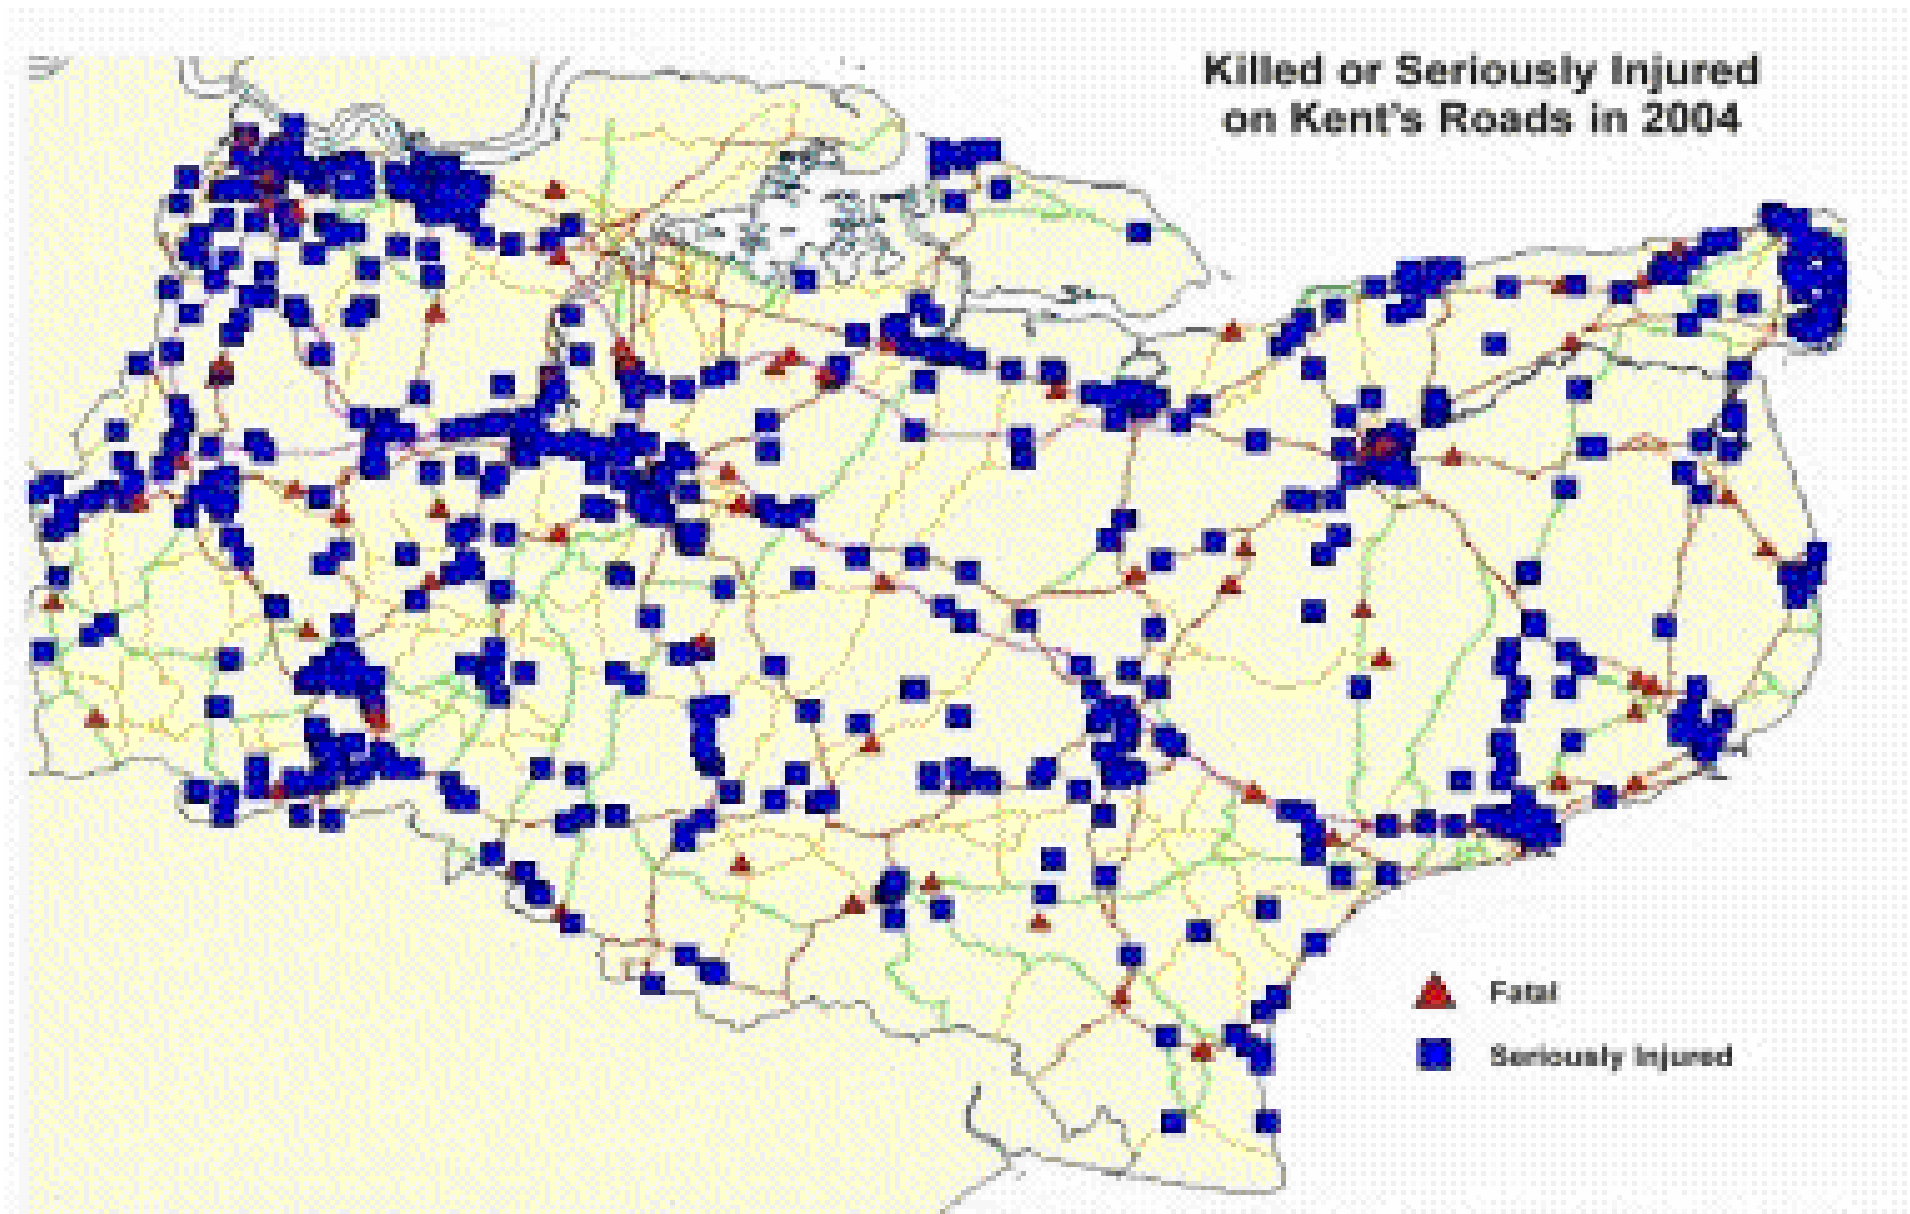 Killed or Seriously Injured
on Kent's Roads in 2004
Fatal
Seriously Injured